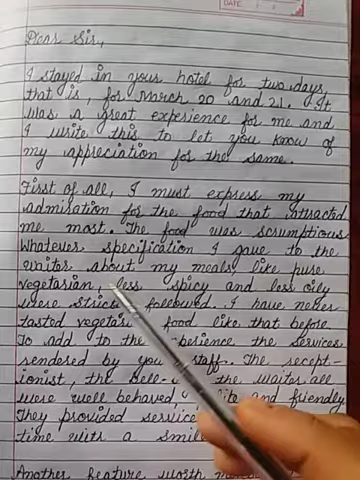 DATE
Dear Sir,
I stayed in your hotel for two days,
that is, for March 20 and 21. It
was a great experience for me and
I write this to let you know of
my appreciation for the same.
First of all, I must express my
admiration for the food that attracted
me most. The food was scrumptious.
Whatever specification I gave to the
waiter about my meals, like pure
vegetarian, less spicy and less oily
were followed. I have never
tasted food like that before.
To add to the the services
rendered by staff. The recept-
ionist, the the waiter all
were well behaved, and friendly.
They provided
time with a
Another feature worth